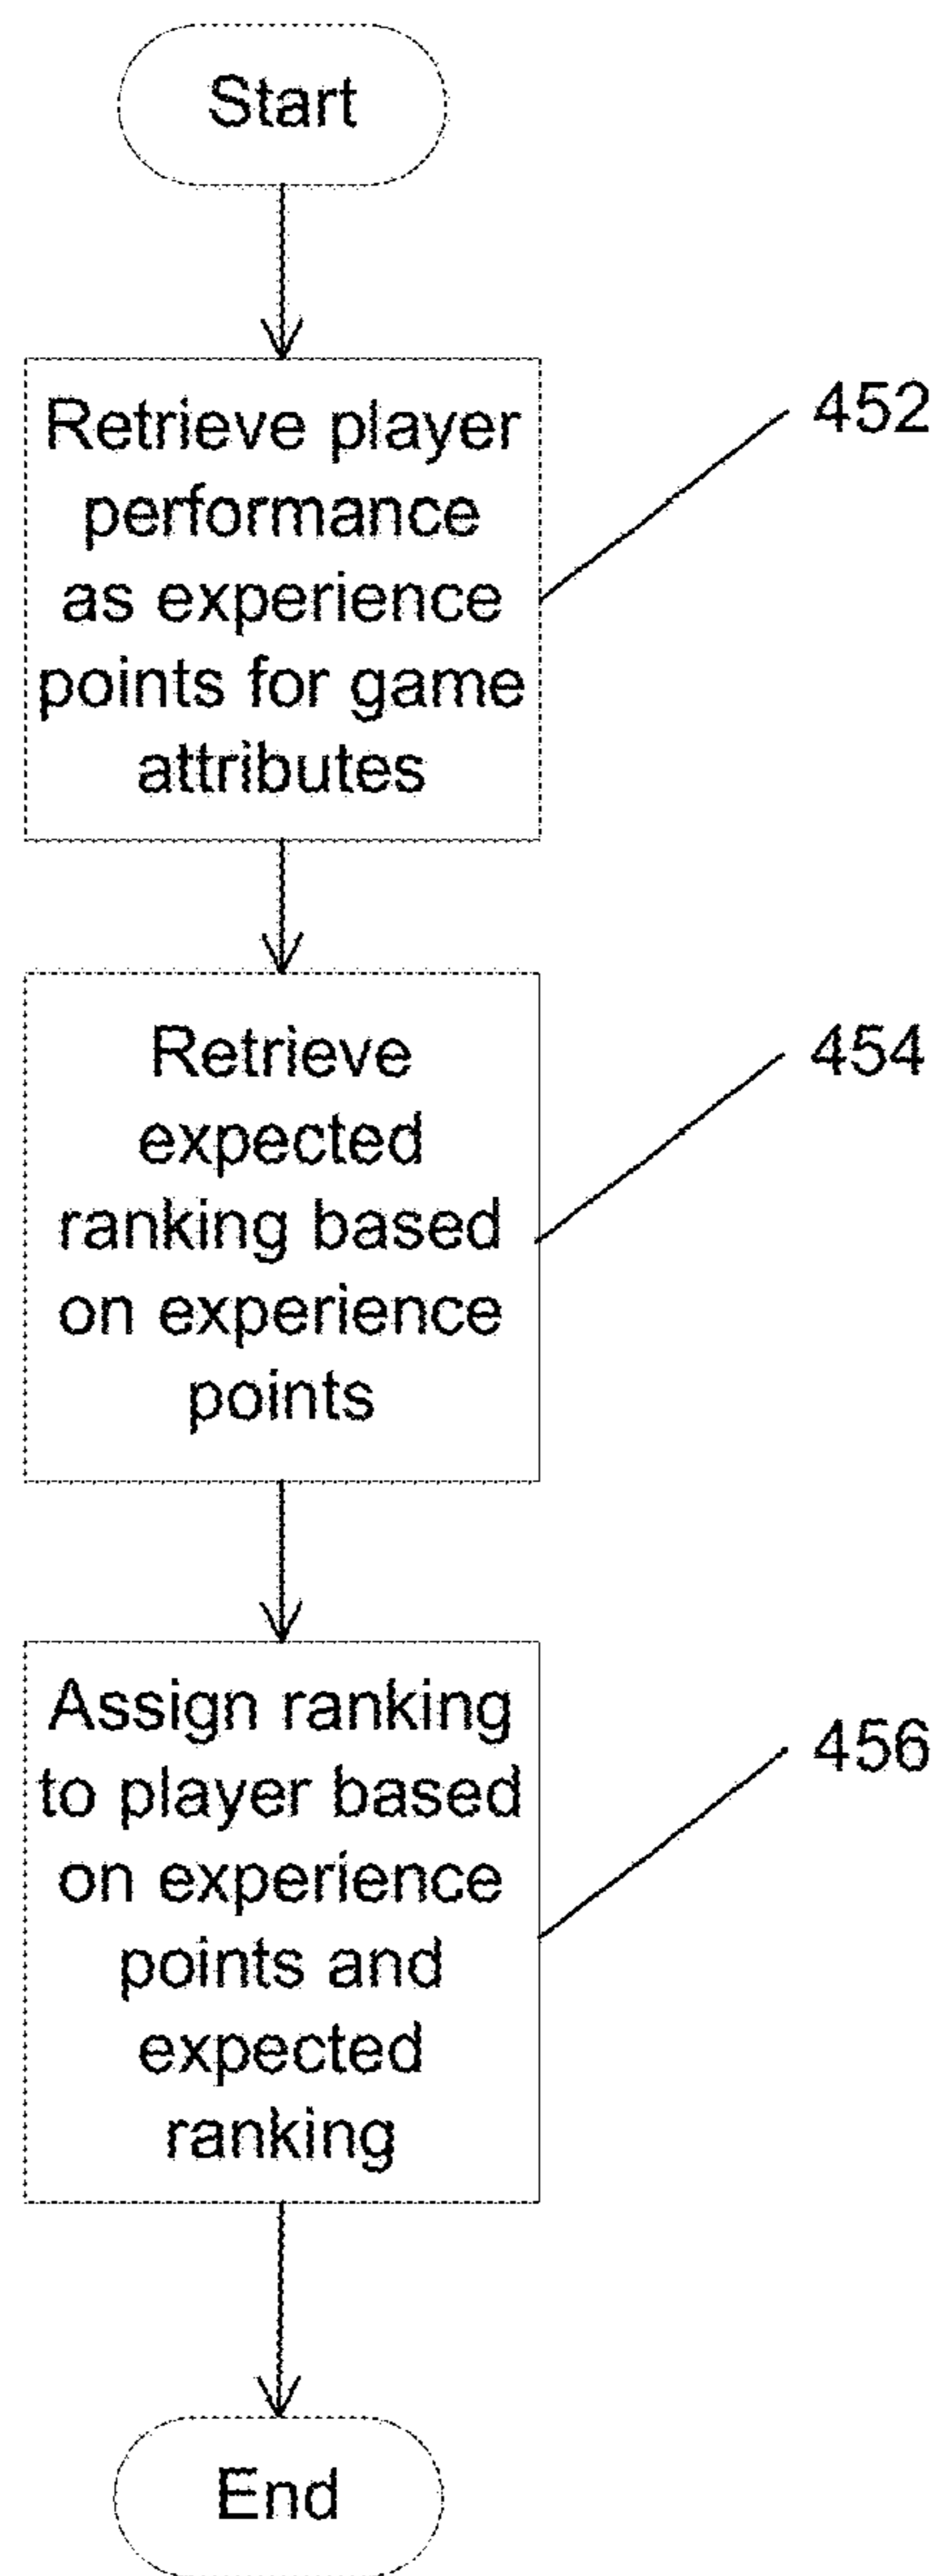 Start
Retrieve player
performance
as experience
points for game
attributes
452
Retrieve
expected
ranking based
on experience
points
454
Assign ranking
to player based
on experience
points and
expected
ranking
456
End